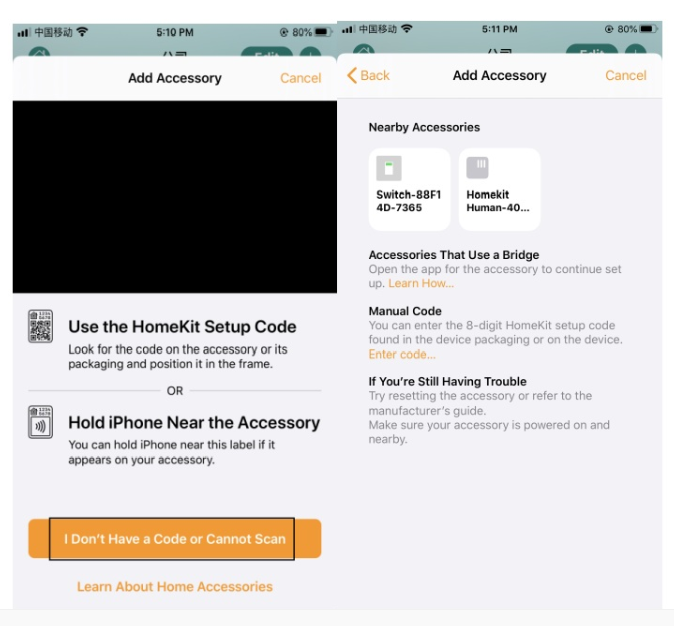 中国移动 5:10 PM 80%
Add Accessory Cancel
Use the HomeKit Setup Code
Look for the code on the accessory or its
packaging and position it in the frame.
OR
Hold iPhone Near the Accessory
You can hold iPhone near this label if it
appears on your accessory.
I Don't Have a Code or Cannot Scan
Learn About Home Accessories
中国移动 5:11 PM 80%
Back Add Accessory Cancel
Nearby Accessories
Switch-88F1
4D-7365
Homekit
Human-40...
Accessories That Use a Bridge
Open the app for the accessory to continue set
up. Learn How...
Manual Code
You can enter the 8-digit HomeKit setup code
found in the device packaging or on the device.
Enter code...
If You're Still Having Trouble
Try resetting the accessory or refer to the
manufacturer's guide.
Make sure your accessory is powered on and
nearby.